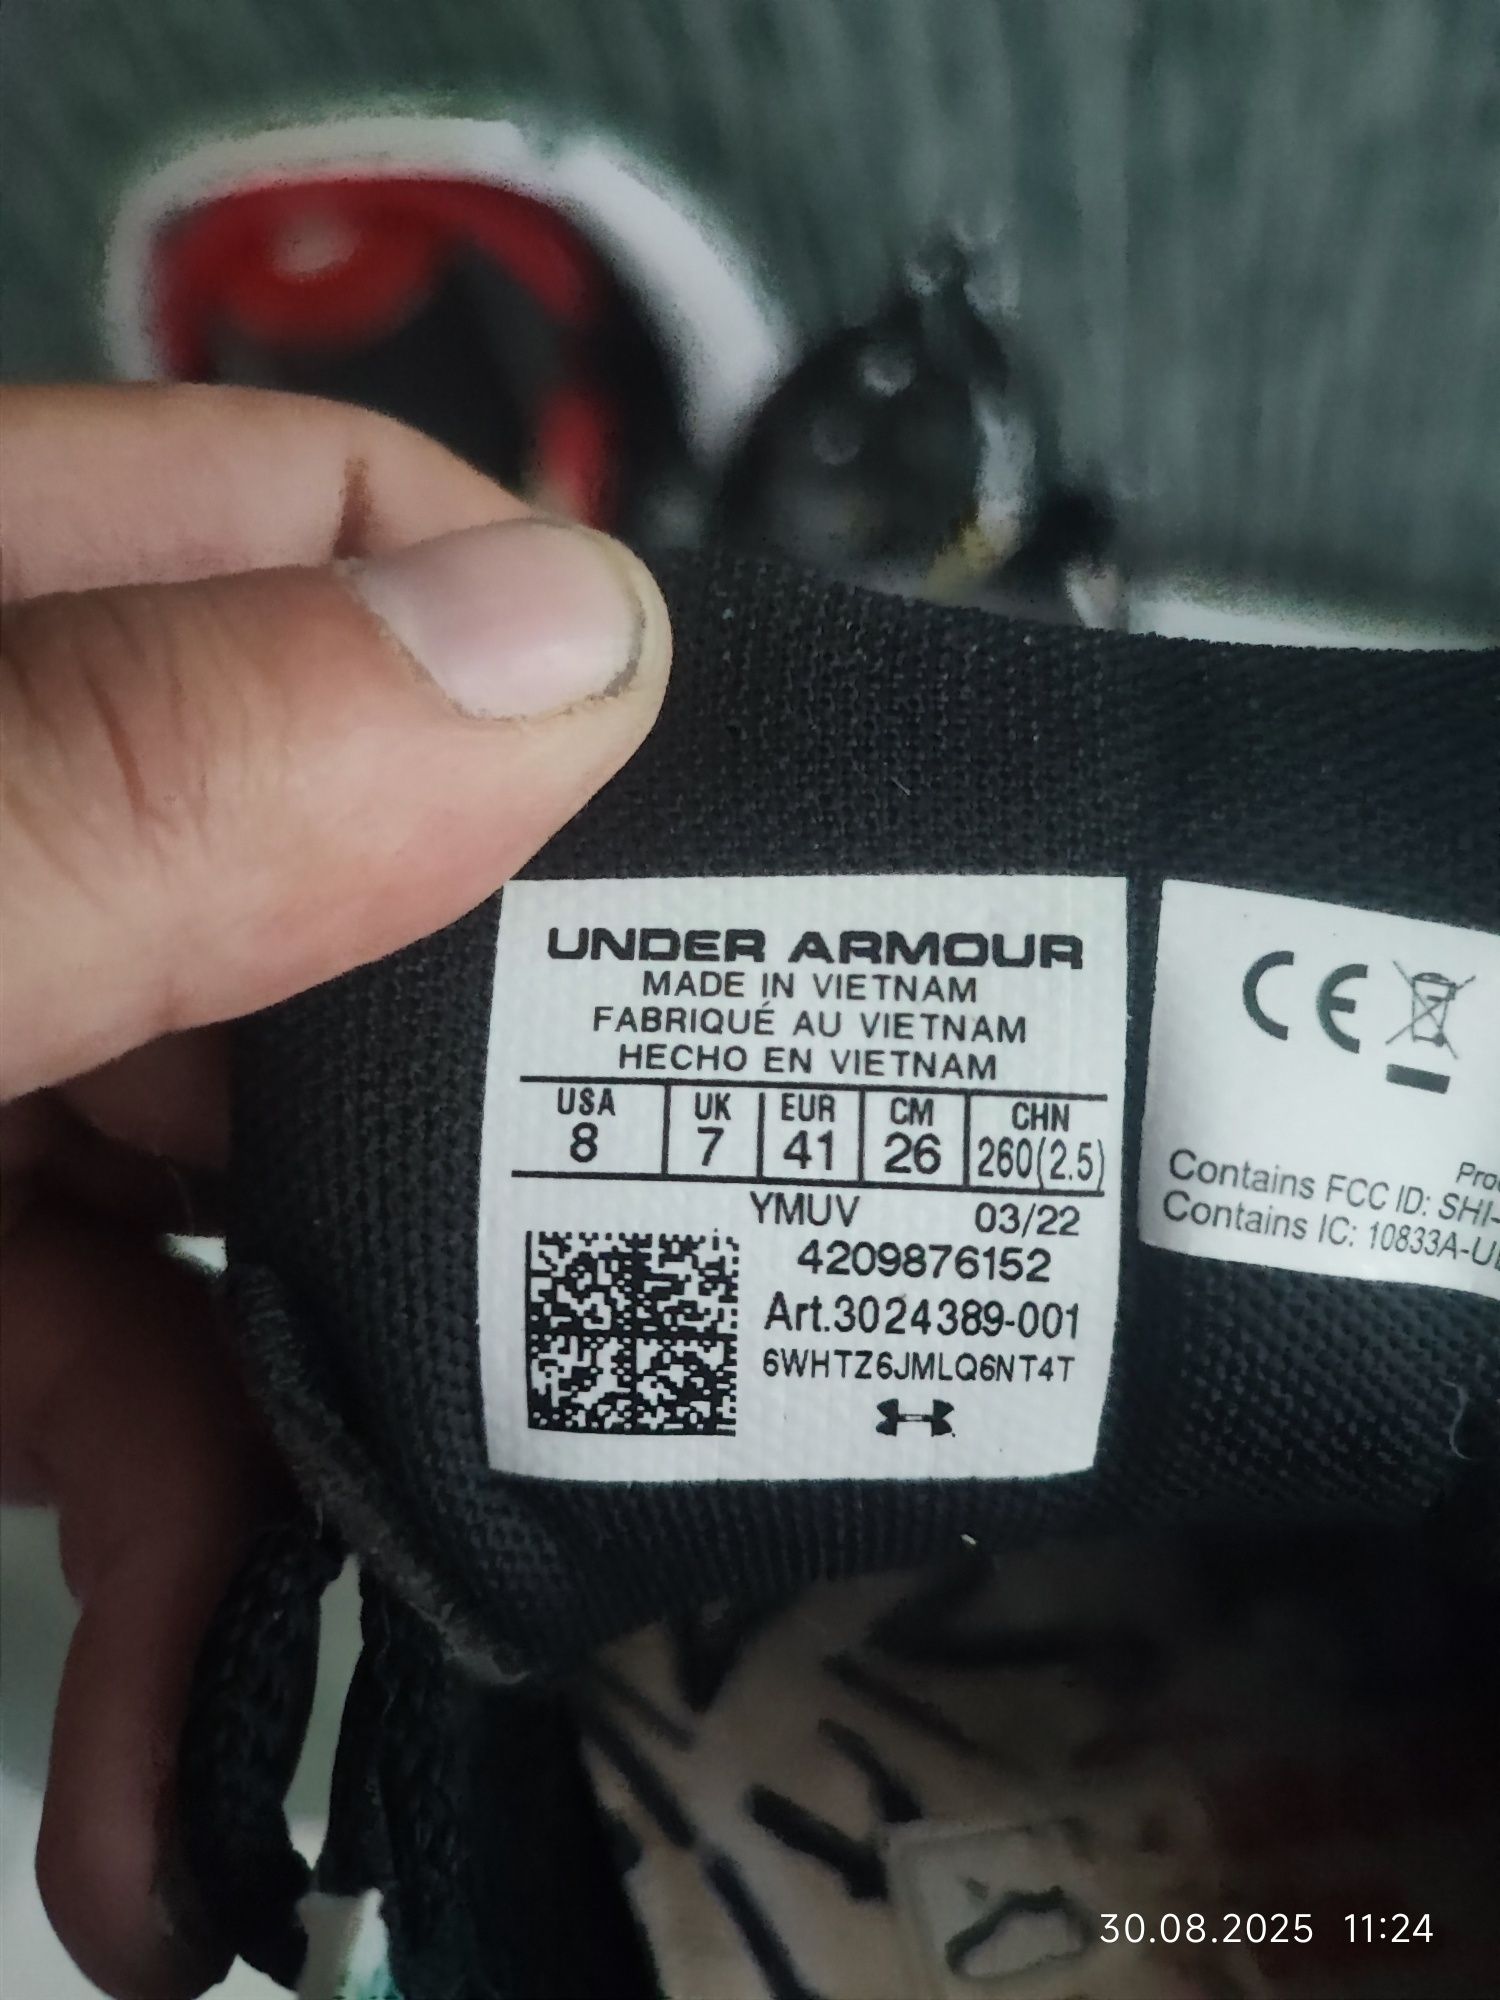 UNDER ARMOUR
MADE IN VIETNAM
FABRIQUÉ AU VIETNAM
HECHO EN VIETNAM
USA UK EUR CM CHN
8 7 41 26 260(2.5)
YMUV 03/22
4209876152
Art.3024389-001
6WHTZ6JMLQ6NT4T
CE
Contains FCC ID: SHI-
Contains IC: 10833A-
30.08.2025 11:24